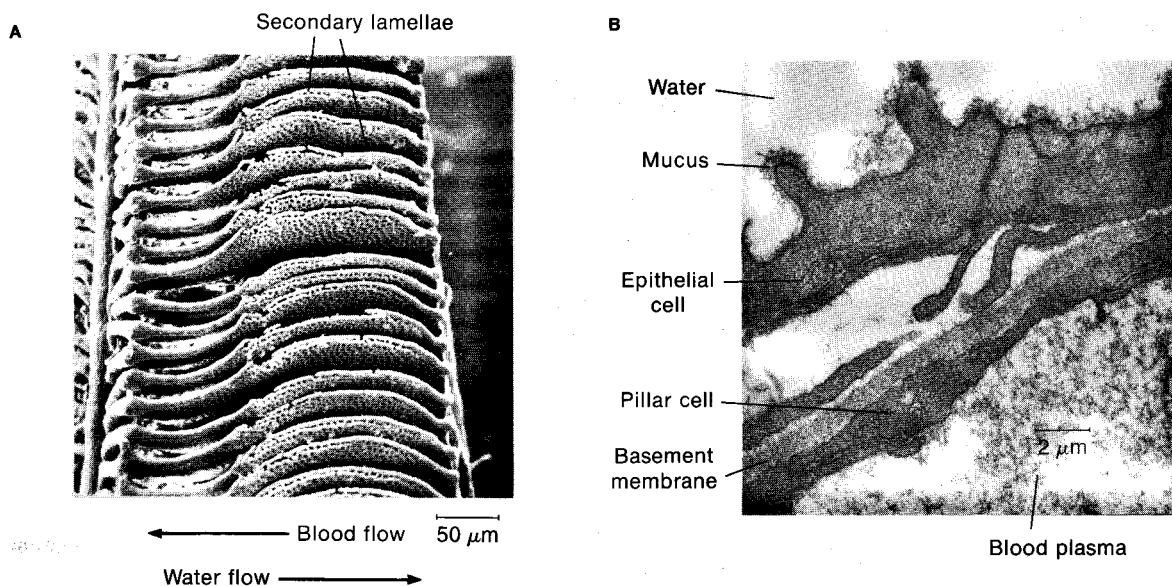 A
Secondary lamellae
Blood flow
50 μm
Water flow
B
Water
Mucus
Epithelial
cell
Pillar cell
Basement
membrane
2 μm
Blood plasma